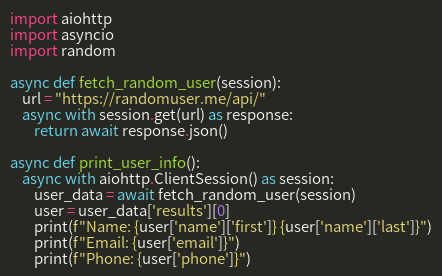 import aiohttp
import asyncio
import random

async def fetch_random_user(session):
    url = "https://randomuser.me/api/"
    async with session.get(url) as response:
        return await response.json()

async def print_user_info():
    async with aiohttp.ClientSession() as session:
        user_data = await fetch_random_user(session)
        user = user_data['results'][0]
        print(f"Name: {user['name']['first']} {user['name']['last']}")
        print(f"Email: {user['email']}")
        print(f"Phone: {user['phone']}")